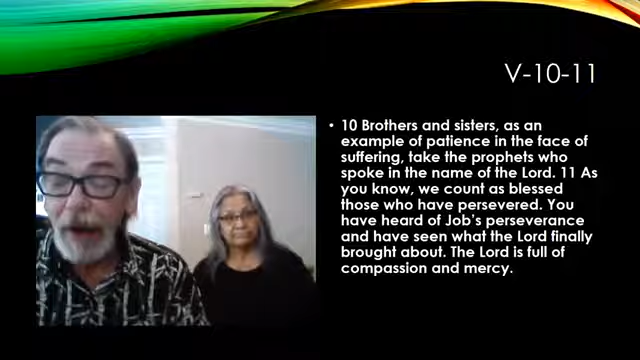 V-10-11
• 10 Brothers and sisters, as an
example of patience in the face of
suffering, take the prophets who
spoke in the name of the Lord. 11 As
you know, we count as blessed
those who have persevered. You
have heard of Job’s perseverance
and have seen what the Lord finally
brought about. The Lord is full of
compassion and mercy.